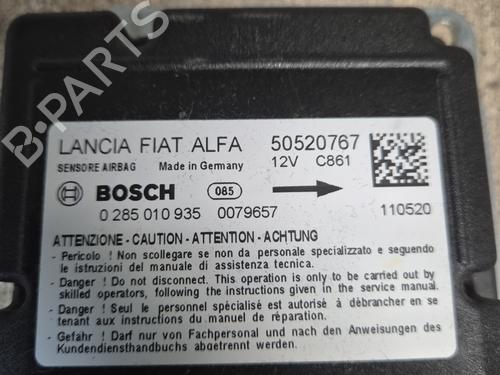 B-PARTS
LANCIA FIAT ALFA 50520767
SENSORE AIRBAG Made in Germany 12V C861
BOSCH 085
0 285 010 935 0079657 110520
ATTENZIONE - CAUTION - ATTENTION - ACHTUNG
- Pericolo ! Non scollegare se non da personale specializzato e seguendo
le istruzioni del manuale di assistenza tecnica.
- Danger ! Do not disconnect. This operation is only to be carried out by
skilled operators, following the instructions given in the service manual.
- Danger ! Seul le personnel spécialisé est autorisé à débrancher en se
tenant aux instructions du manuel de réparation.
- Gefahr ! Darf nur von Fachpersonal und nach den Anweisungen des
Kundendiensthandbuchs abgetrennt werden.